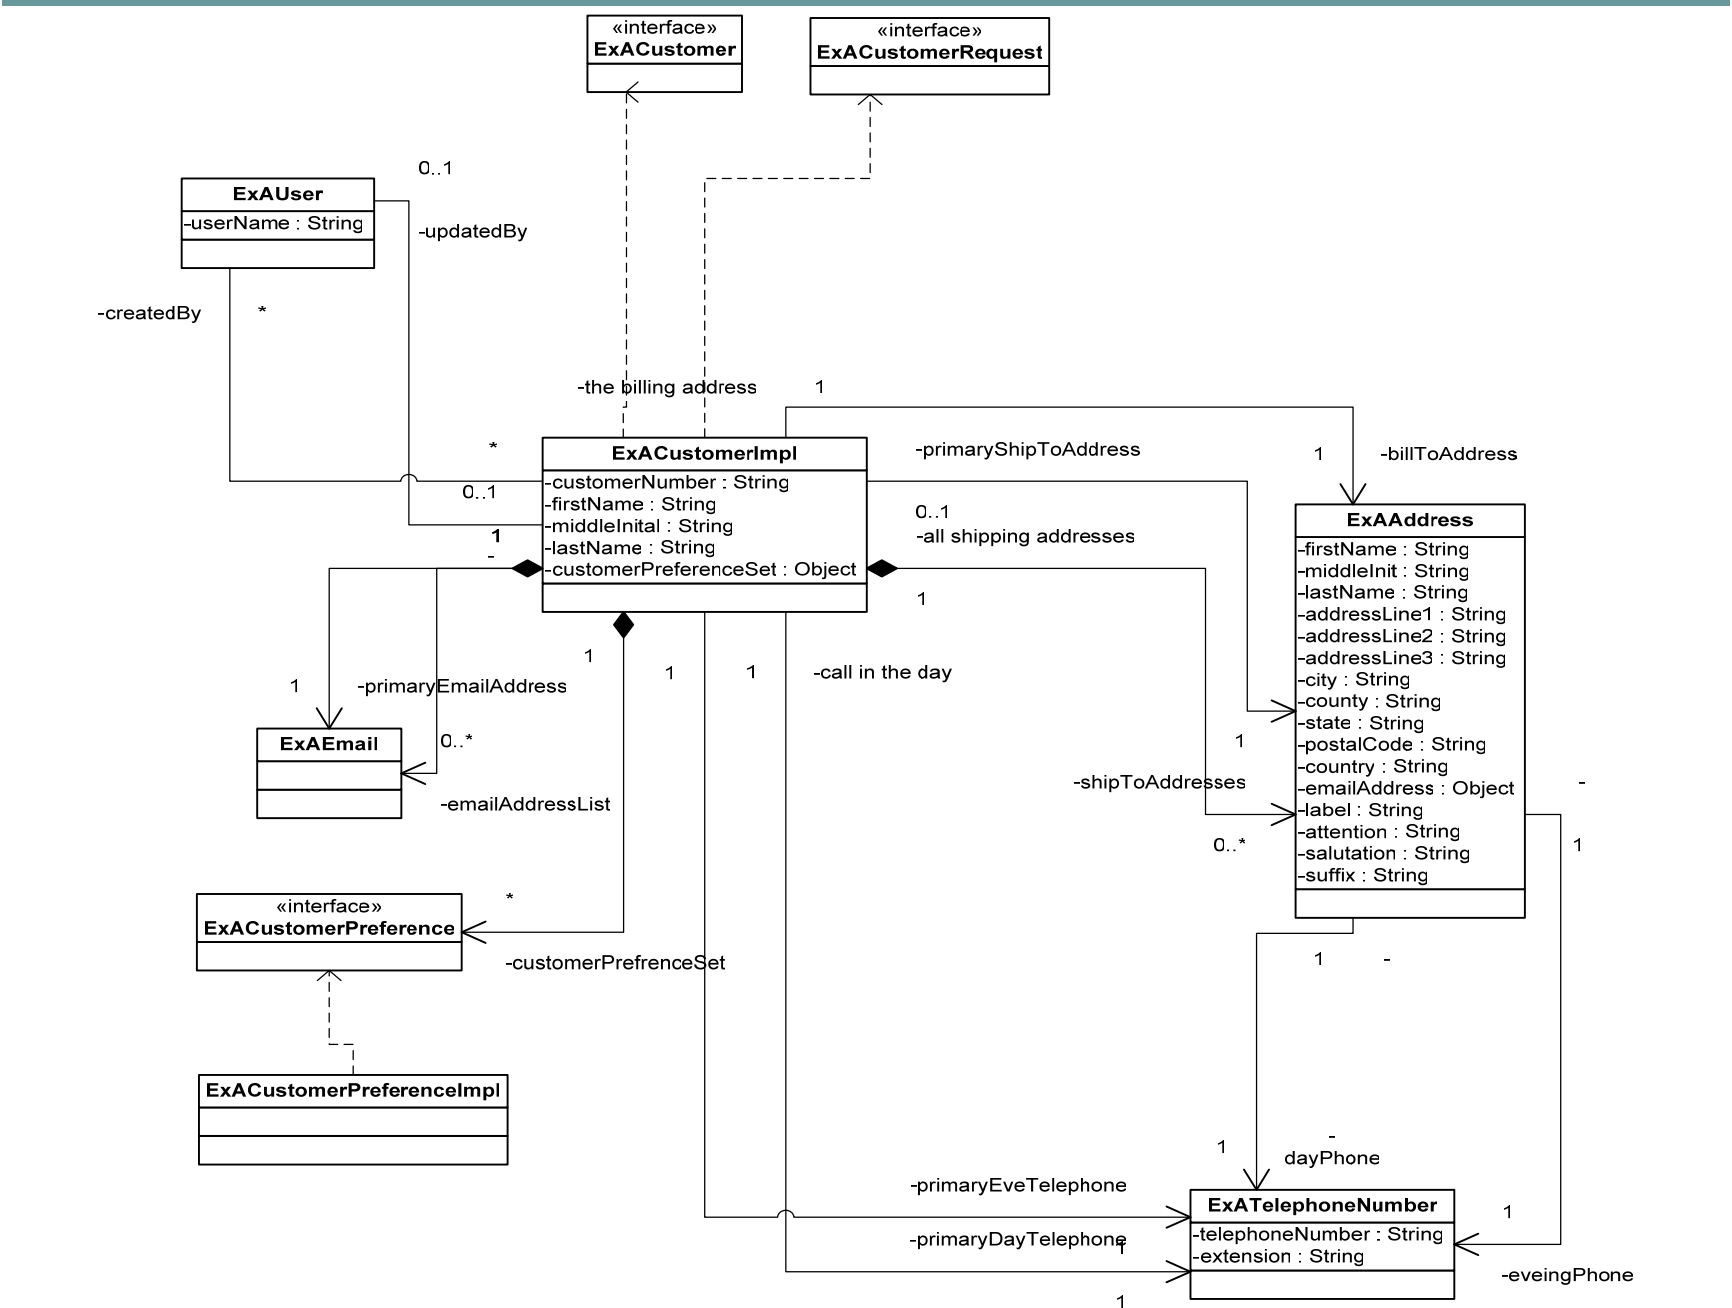 «interface»
ExACustomer
«interface»
ExACustomerRequest
0..1
ExAUser
-userName : String
-updatedBy
-createdBy
*
-the billing address
1
*
ExACustomerImpl
-customerNumber : String
-firstName : String
-middleInital : String
-lastName : String
-customerPreferenceSet : Object
0..1
1
-
-primaryShipToAddress
0..1
-all shipping addresses
1
1
-billToAddress
ExAAddress
-firstName : String
-middleInit : String
-lastName : String
-addressLine1 : String
-addressLine2 : String
-addressLine3 : String
-city : String
-county : String
-state : String
-postalCode : String
-country : String
-emailAddress : Object
-label : String
-attention : String
-salutation : String
-suffix : String
1
1
1
-call in the day
1
-primaryEmailAddress
ExAEmail
0..*
-emailAddressList
1
-shipToAddresses
0..*
-
1
*
«interface»
ExACustomerPreference
-customerPrefrenceSet
1
-
ExACustomerPreferenceImpl
1
-
dayPhone
-primaryEveTelephone
ExATelephoneNumber
-telephoneNumber : String
-extension : String
1
-primaryDayTelephone
1
-eveingPhone
1